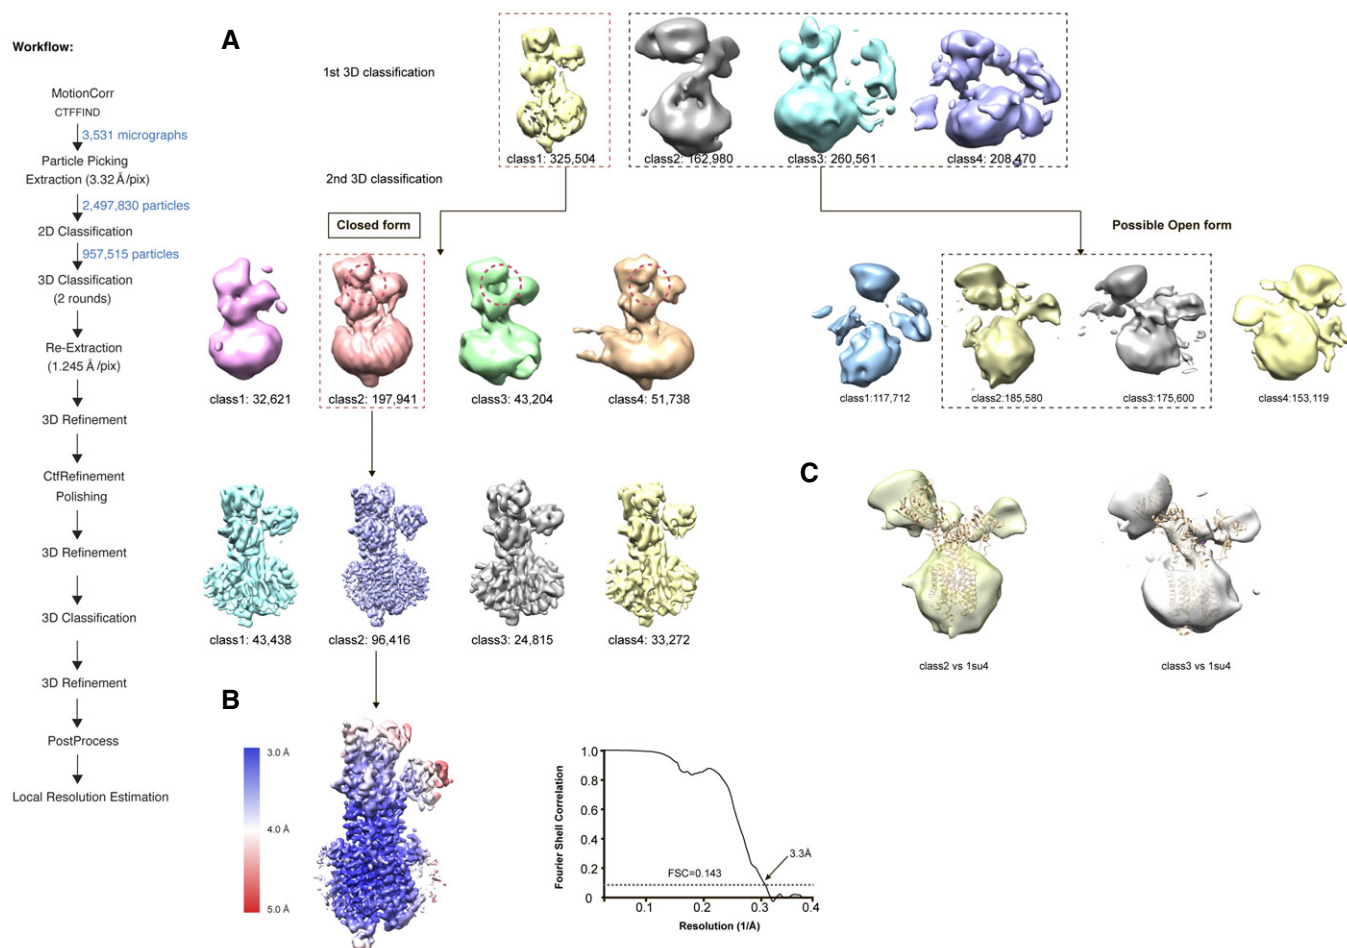 Workflow:
MotionCorr
CTFFIND
3,531 micrographs
Particle Picking
Extraction (3.32 Å/pix)
2,497,830 particles
2D Classification
957,515 particles
3D Classification
(2 rounds)
Re-Extraction
(1.245 Å/pix)
3D Refinement
CtfRefinement
Polishing
3D Refinement
3D Classification
3D Refinement
PostProcess
Local Resolution Estimation
A
1st 3D classification
class1: 325,504
class2: 162,980
class3: 260,561
class4: 208,470
2nd 3D classification
Closed form
Possible Open form
class1: 32,621
class2: 197,941
class3: 43,204
class4: 51,738
class1:117,712
class2:185,580
class3:175,600
class4:153,119
class1: 43,438
class2: 96,416
class3: 24,815
class4: 33,272
B
3.0 Å
4.0 Å
5.0 Å
Fourier Shell Correlation
1.0
0.8
0.6
0.4
0.2
0
FSC=0.143
3.3Å
0.1
0.2
0.3
0.4
Resolution (1/Å)
C
class2 vs 1su4
class3 vs 1su4